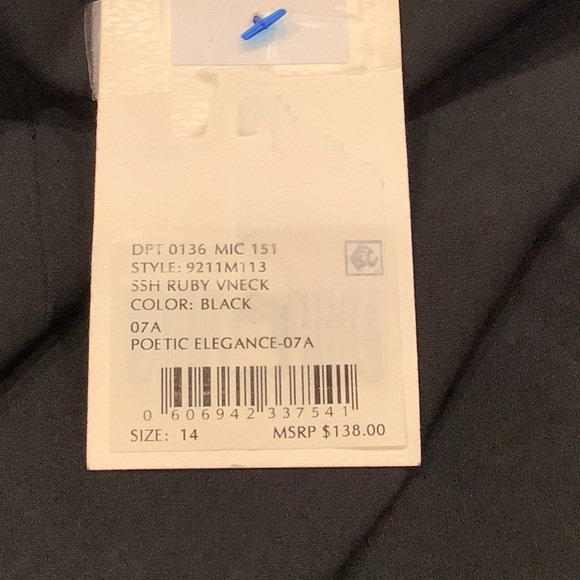 DPT 0136 MIC 151
STYLE: 9211M113
SSH RUBY VNECK
COLOR: BLACK
07A
POETIC ELEGANCE-07A
0 606942 337541
SIZE: 14 MSRP $138.00